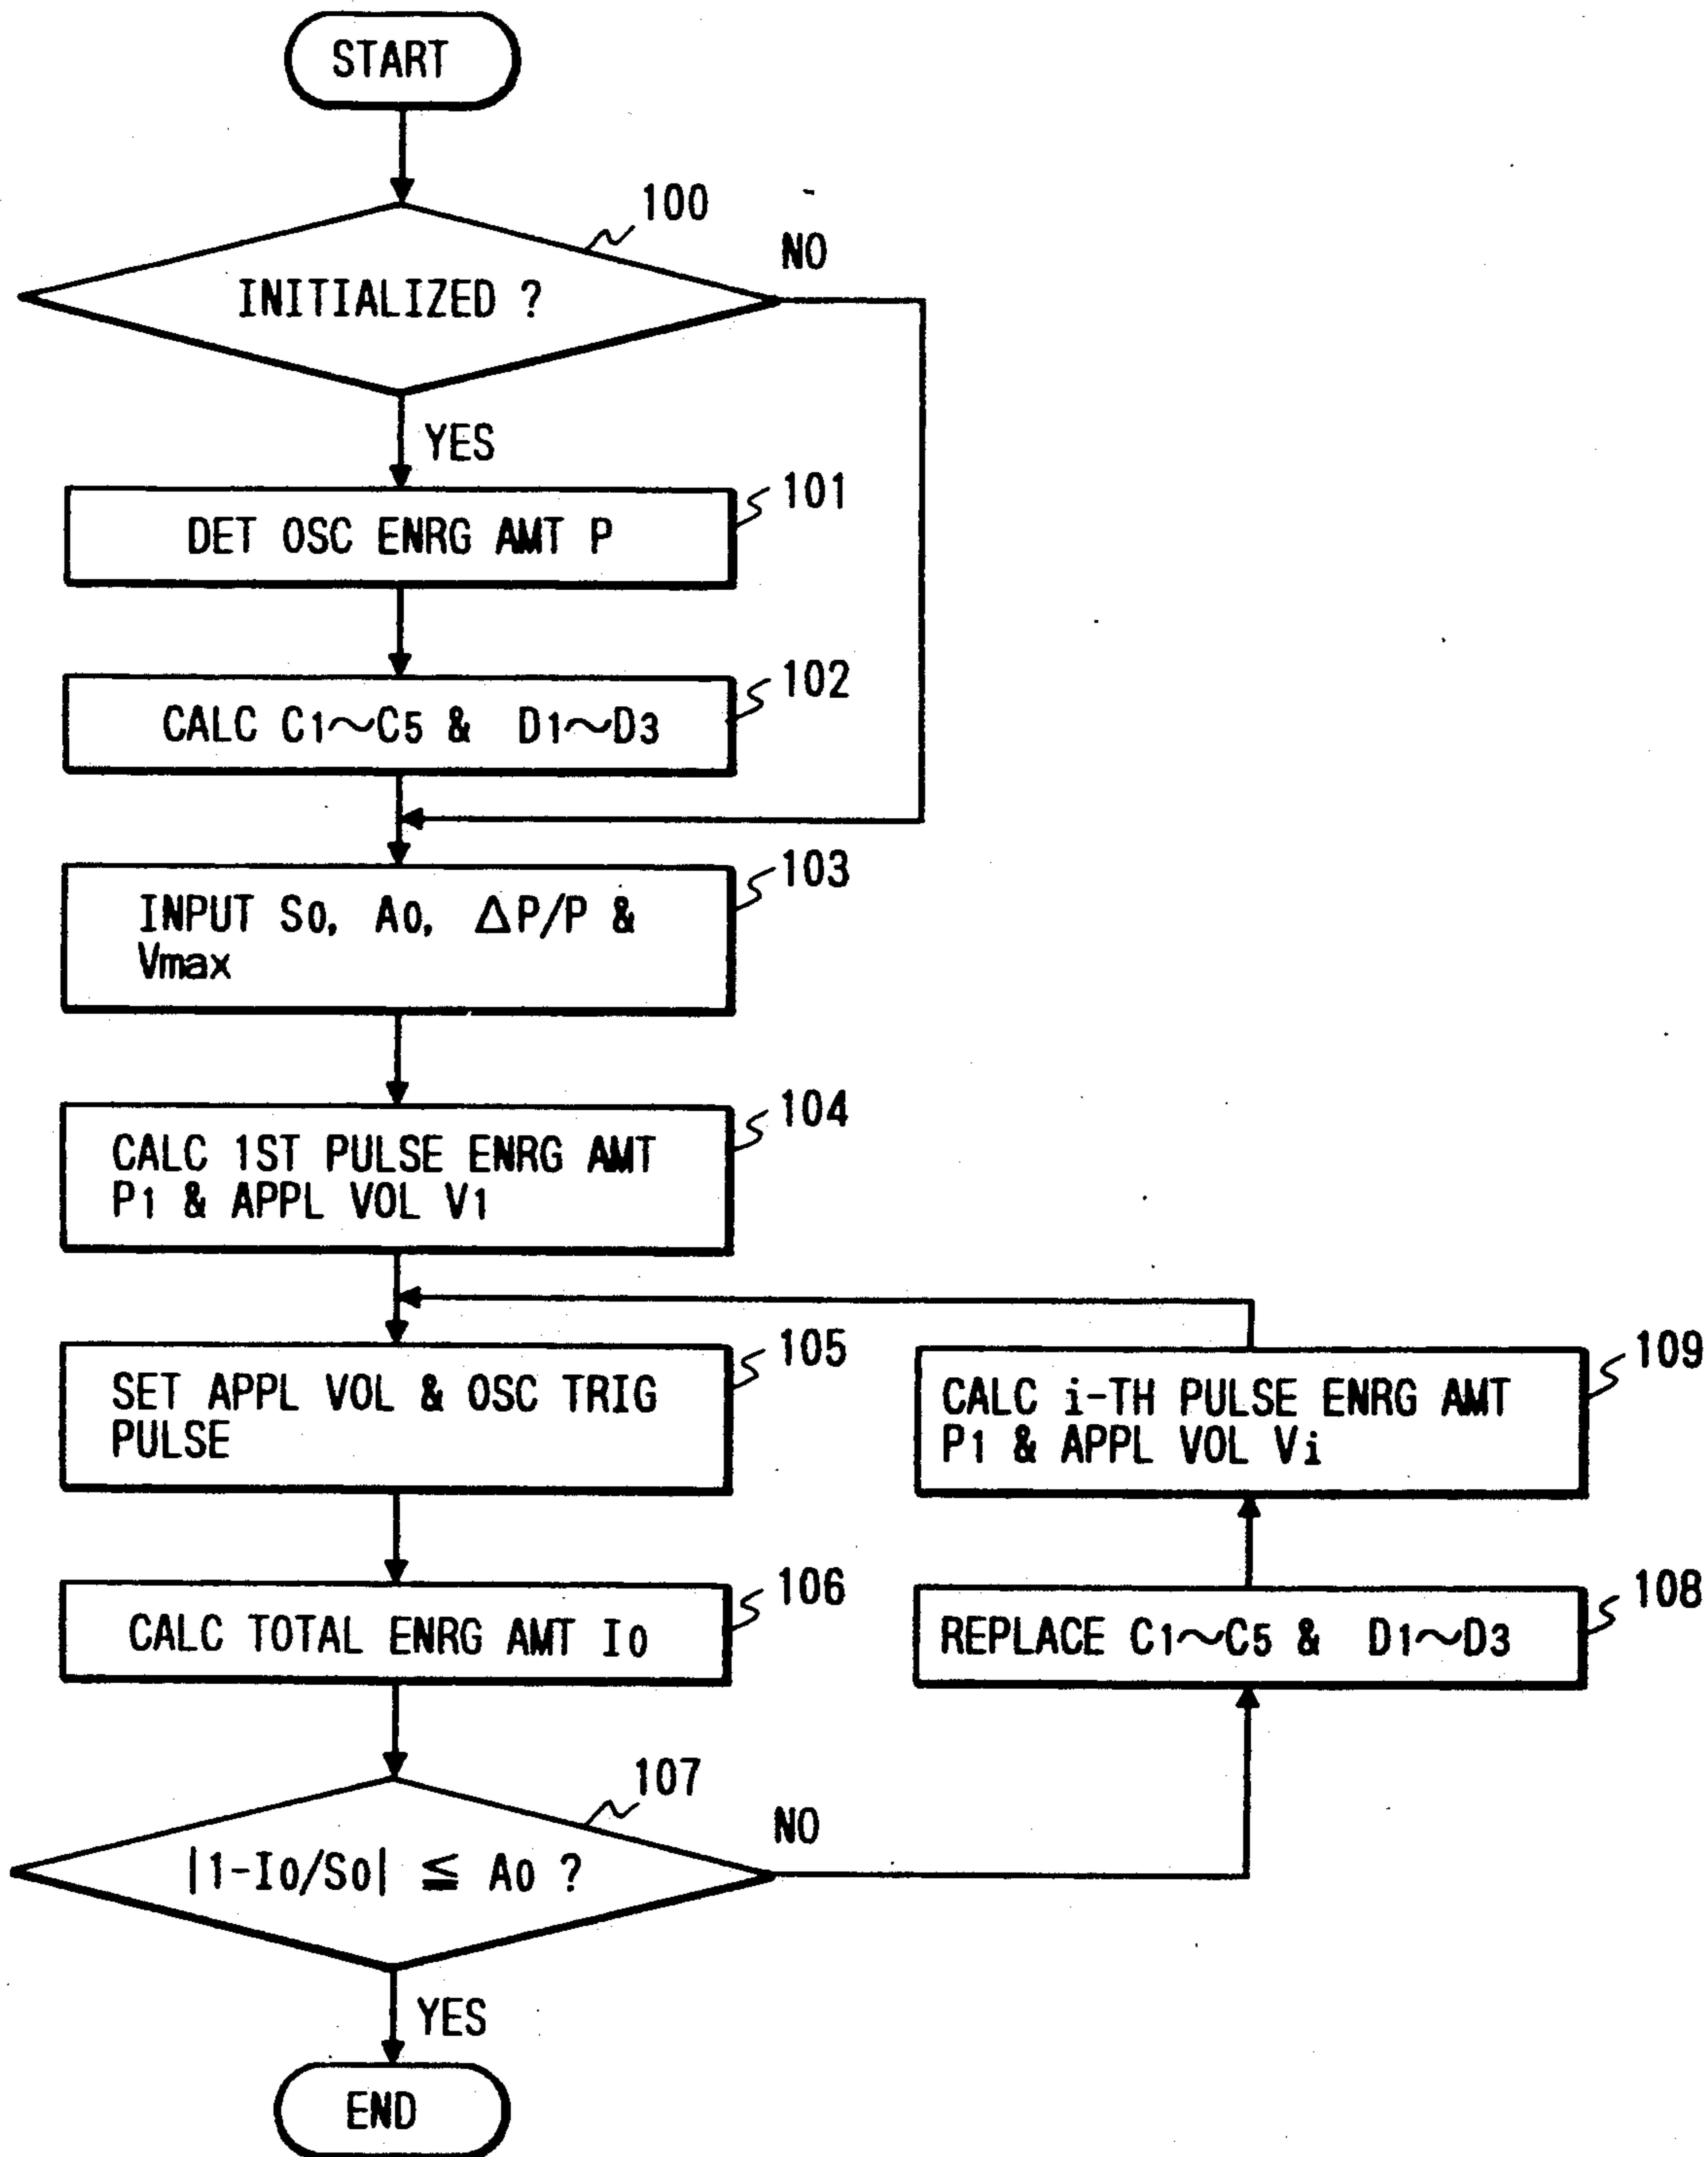 START
100
NO
INITIALIZED ?
YES
101
DET OSC ENRG AMT P
102
CALC C1~C5 & D1~D3
103
INPUT S0, A0, ΔP/P &
Vmax
104
CALC 1ST PULSE ENRG AMT
P1 & APPL VOL V1
105
SET APPL VOL & OSC TRIG
PULSE
109
CALC i-TH PULSE ENRG AMT
P1 & APPL VOL Vi
106
CALC TOTAL ENRG AMT I0
108
REPLACE C1~C5 & D1~D3
107
NO
|1-I0/S0| ≦ A0 ?
YES
END